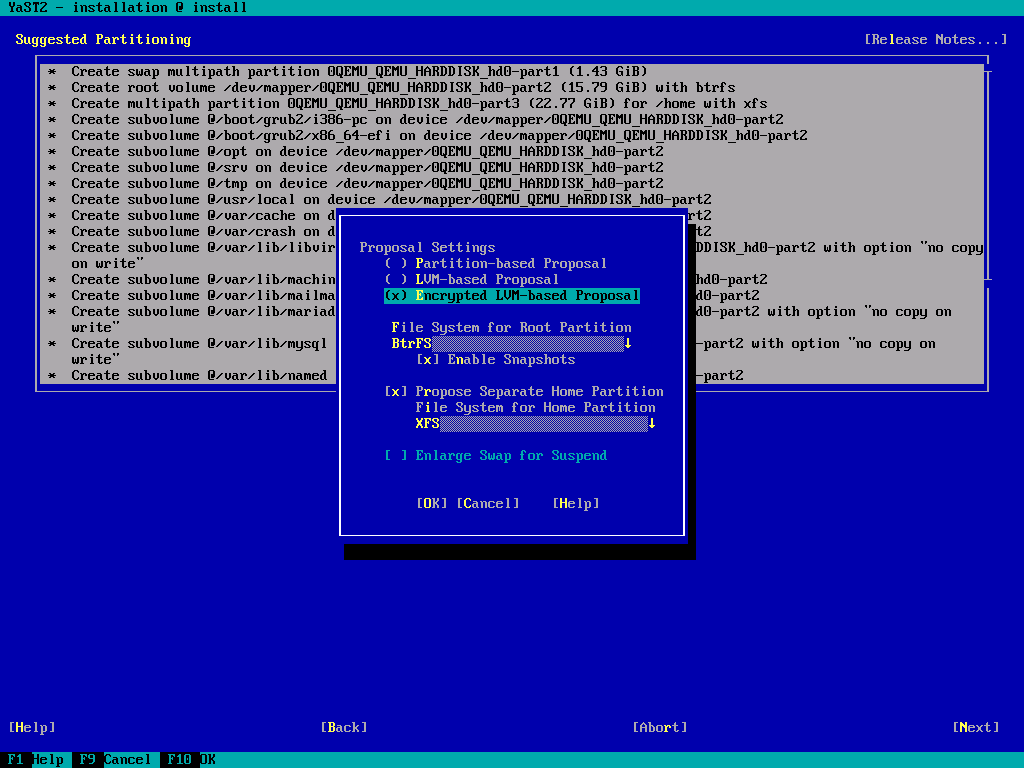 YaST2 - installation @ install
Suggested Partitioning [Release Notes...]
* Create swap multipath partition 0QEMU_QEMU_HARDDISK_hd0-part1 (1.43 GiB)
* Create root volume /dev/mapper/0QEMU_QEMU_HARDDISK_hd0-part2 (15.79 GiB) with btrfs
* Create multipath partition 0QEMU_QEMU_HARDDISK_hd0-part3 (22.77 GiB) for /home with xfs
* Create subvolume @/boot/grub2/i386-pc on device /dev/mapper/0QEMU_QEMU_HARDDISK_hd0-part2
* Create subvolume @/boot/grub2/x86_64-efi on device /dev/mapper/0QEMU_QEMU_HARDDISK_hd0-part2
* Create subvolume @/opt on device /dev/mapper/0QEMU_QEMU_HARDDISK_hd0-part2
* Create subvolume @/srv on device /dev/mapper/0QEMU_QEMU_HARDDISK_hd0-part2
* Create subvolume @/tmp on device /dev/mapper/0QEMU_QEMU_HARDDISK_hd0-part2
* Create subvolume @/usr/local on device /dev/mapper/0QEMU_QEMU_HARDDISK_hd0-part2
* Create subvolume @/var/cache on d rt2
* Create subvolume @/var/crash on d t2
* Create subvolume @/var/lib/libvir DDISK_hd0-part2 with option "no copy
on write"
* Create subvolume @/var/lib/machin hd0-part2
* Create subvolume @/var/lib/mailma d0-part2
* Create subvolume @/var/lib/mariad d0-part2 with option "no copy on
write"
* Create subvolume @/var/lib/mysql -part2 with option "no copy on
write"
* Create subvolume @/var/lib/named -part2
Proposal Settings
( ) Partition-based Proposal
( ) LVM-based Proposal
(x) Encrypted LVM-based Proposal
File System for Root Partition
BtrFS
[x] Enable Snapshots
[x] Propose Separate Home Partition
File System for Home Partition
XFS
[ ] Enlarge Swap for Suspend
[OK] [Cancel] [Help]
[Help] [Back] [Abort] [Next]
F1 Help F9 Cancel F10 OK